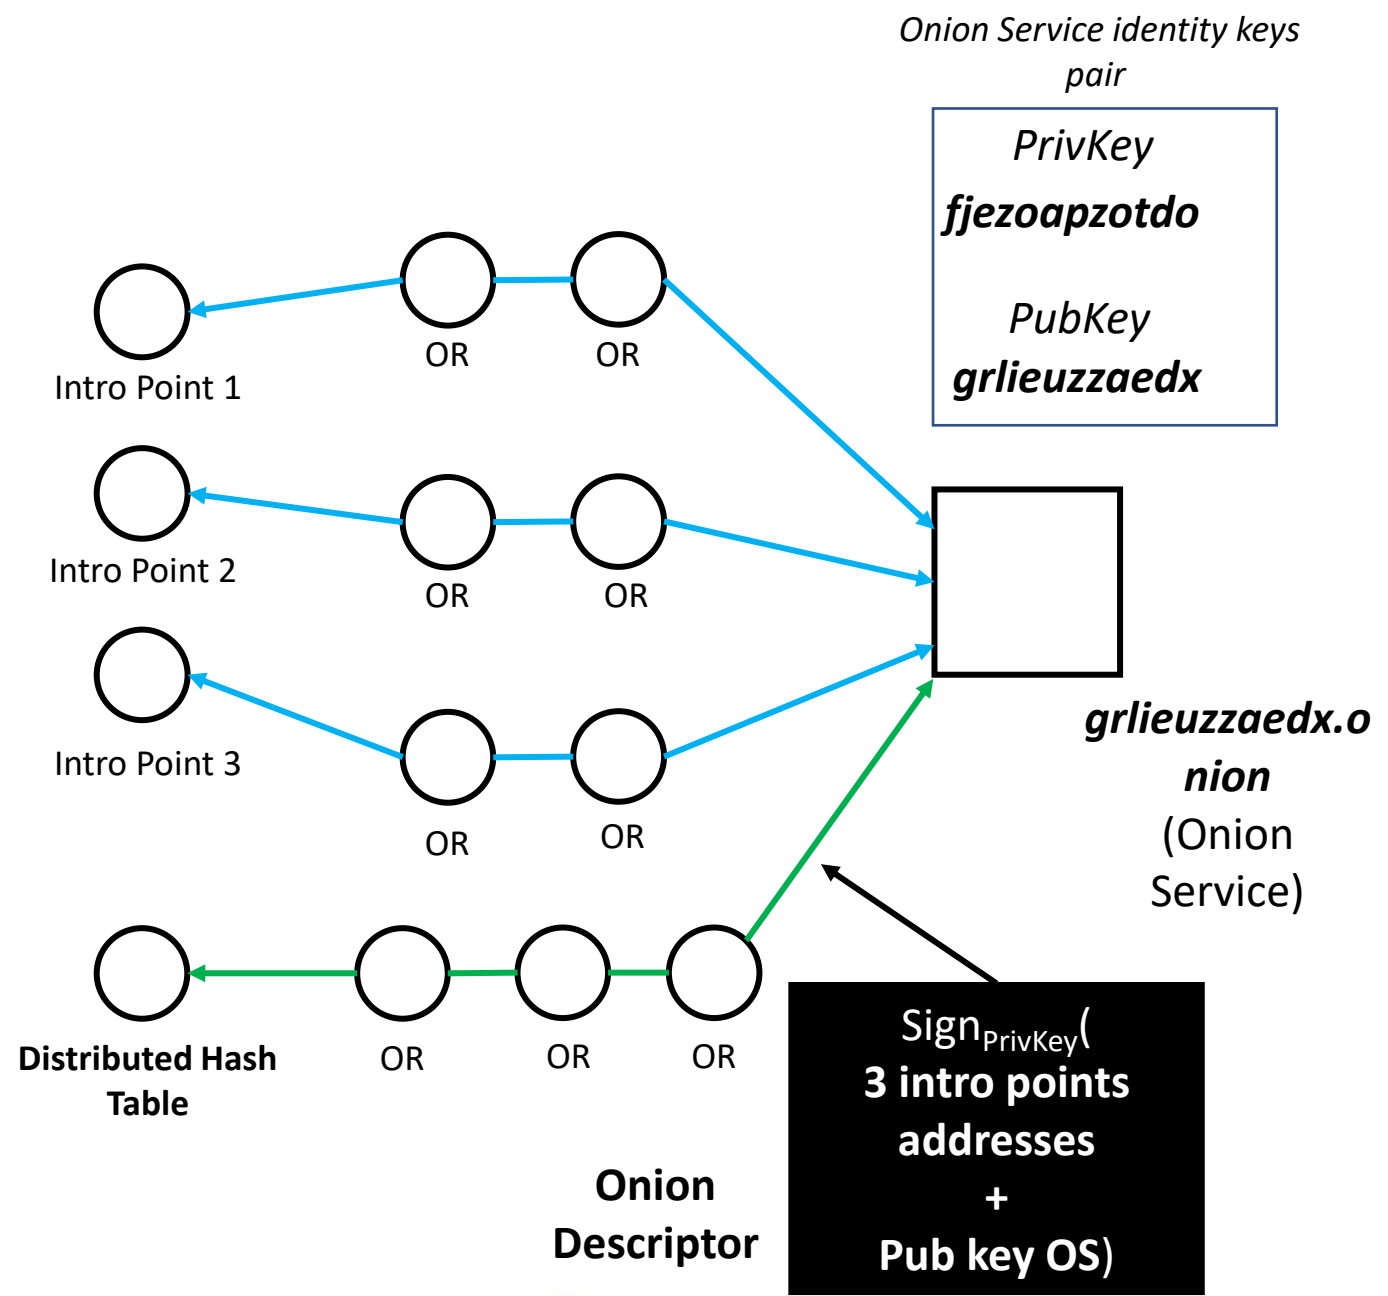 Onion Service identity keys
pair
PrivKey
fjezoapzotdo
PubKey
grlieuzzaedx
OR
OR
Intro Point 1
Intro Point 2
OR
OR
Intro Point 3
OR
OR
grlieuzzaedx.o
nion
(Onion
Service)
Distributed Hash
Table
OR
OR
OR
SignPrivKey(
3 intro points
addresses
+
Pub key OS)
Onion
Descriptor